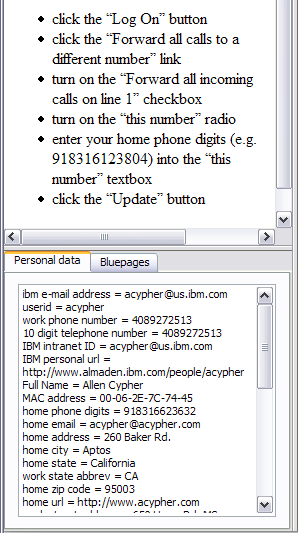 click the “Log On” button
click the “Forward all calls to a
different number” link
turn on the “Forward all incoming
calls on line 1” checkbox
turn on the “this number” radio
enter your home phone digits (e.g.
918316123804) into the “this
number” textbox
click the “Update” button
Personal data
Bluepages
ibm e-mail address = acypher@us.ibm.com
userid = acypher
work phone number = 4089272513
10 digit telephone number = 4089272513
IBM intranet ID = acypher@us.ibm.com
IBM personal url =
http://www.almaden.ibm.com/people/acypher
Full Name = Allen Cypher
MAC address = 00-06-2E-7C-74-45
home phone digits = 918316623632
home email = acypher@acypher.com
home address = 260 Baker Rd.
home city = Aptos
home state = California
work state abbrev = CA
home zip code = 95003
home url = http://www.acypher.com